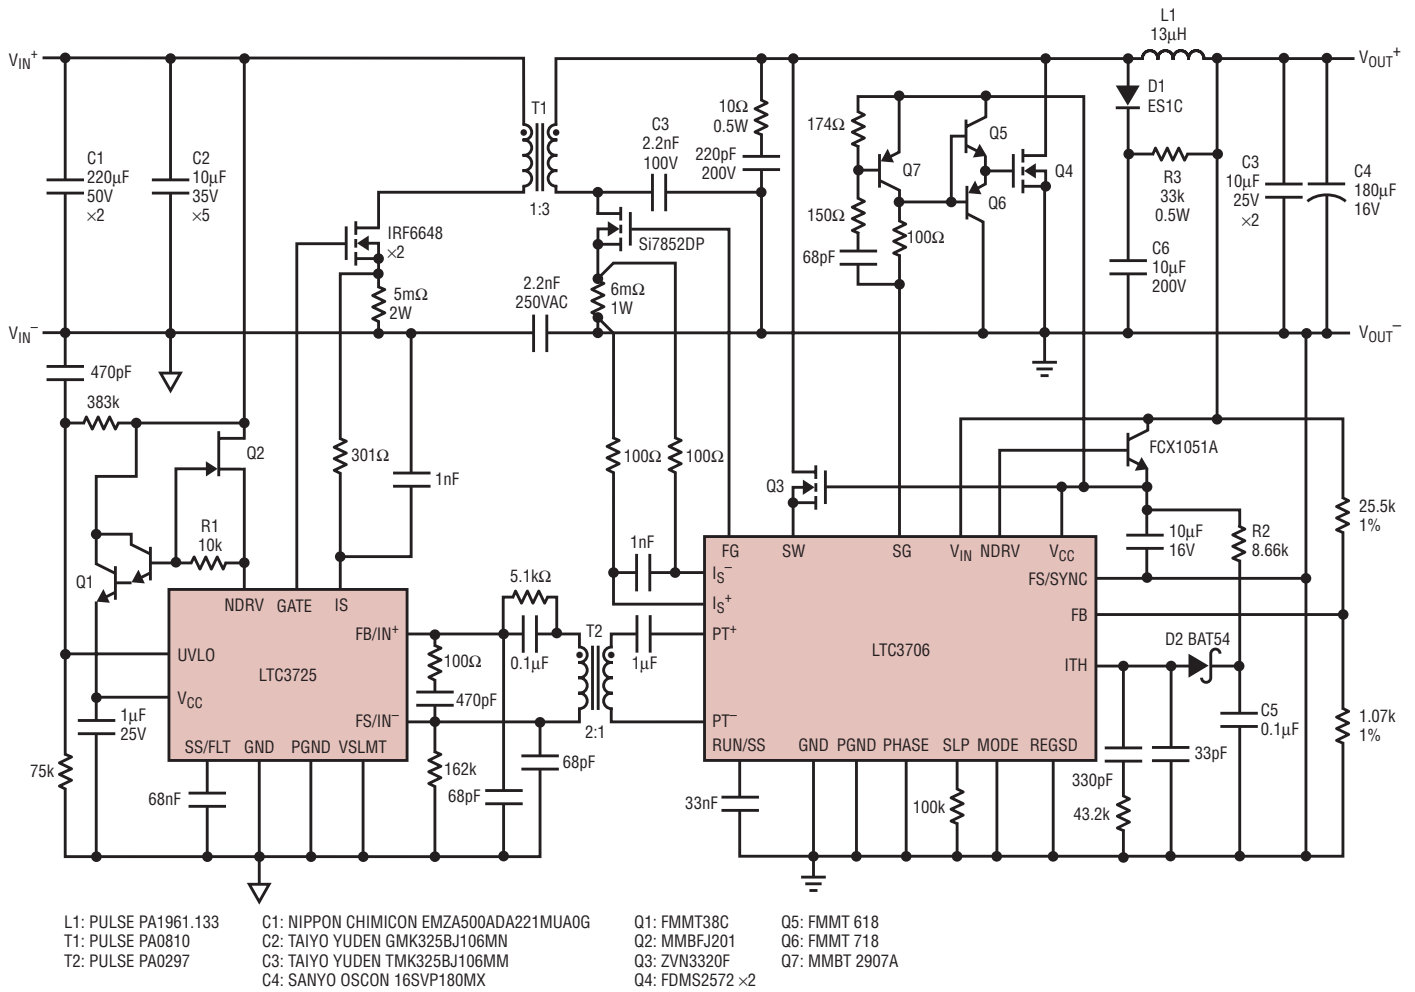 L1
13µH
VIN+
VOUT+
D1
ES1C
T1
10Ω
0.5W
174Ω
C3
2.2nF
100V
Q5
C1
220µF
50V
×2
C2
10µF
35V
×5
220pF
200V
Q7
Q4
R3
33k
0.5W
C3
10µF
25V
×2
C4
180µF
16V
1:3
Q6
IRF6648
×2
Si7852DP
150Ω
100Ω
68pF
C6
10µF
200V
5mΩ
2W
2.2nF
250VAC
6mΩ
1W
VIN–
VOUT–
470pF
383k
Q2
301Ω
1nF
100Ω
100Ω
FCX1051A
Q3
R1
10k
25.5k
1%
10µF
16V
R2
8.66k
Q1
1nF
FG
SW
SG
VIN
NDRV
VCC
5.1kΩ
IS–
FS/SYNC
NDRV
GATE
IS
IS+
FB
FB/IN+
T2
PT+
D2 BAT54
UVLO
100Ω
0.1µF
1µF
LTC3706
ITH
LTC3725
VCC
470pF
1µF
25V
FS/IN–
PT–
C5
0.1µF
1.07k
1%
2:1
SS/FLT
GND
PGND
VSLMT
RUN/SS
GND
PGND
PHASE
SLP
MODE
REGSD
75k
162k
68pF
33pF
68nF
68pF
33nF
100k
330pF
43.2k
L1: PULSE PA1961.133
T1: PULSE PA0810
T2: PULSE PA0297
C1: NIPPON CHIMICON EMZA500ADA221MUA0G
C2: TAIYO YUDEN GMK325BJ106MN
C3: TAIYO YUDEN TMK325BJ106MM
C4: SANYO OSCON 16SVP180MX
Q1: FMMT38C
Q2: MMBFJ201
Q3: ZVN3320F
Q4: FDMS2572 ×2
Q5: FMMT 618
Q6: FMMT 718
Q7: MMBT 2907A